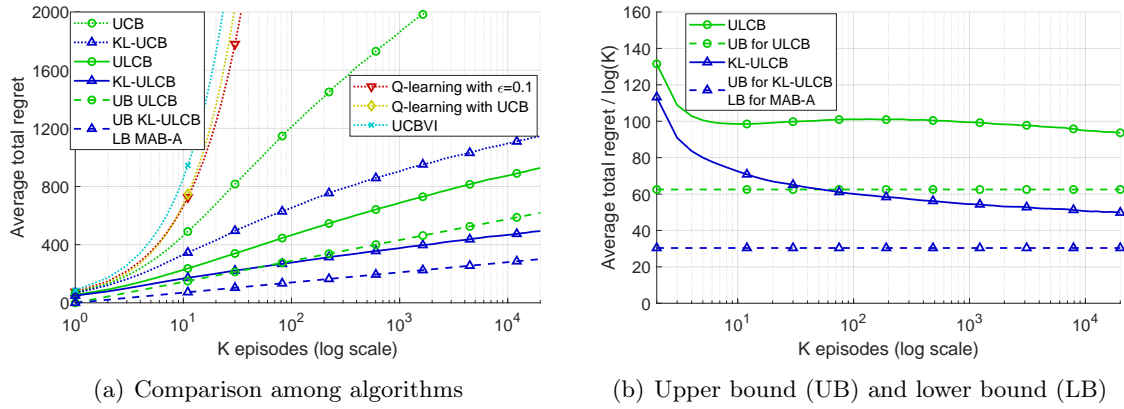 2000
1600
1200
800
400
0
Average total regret
UCB
KL-UCB
ULCB
KL-ULCB
UB ULCB
UB KL-ULCB
LB MAB-A
Q-learning with ϵ=0.1
Q-learning with UCB
UCBVI
10^0
10^1
10^2
10^3
10^4
K episodes (log scale)
(a) Comparison among algorithms
160
140
120
100
80
60
40
20
0
Average total regret / log(K)
ULCB
UB for ULCB
KL-ULCB
UB for KL-ULCB
LB for MAB-A
10^1
10^2
10^3
10^4
K episodes (log scale)
(b) Upper bound (UB) and lower bound (LB)